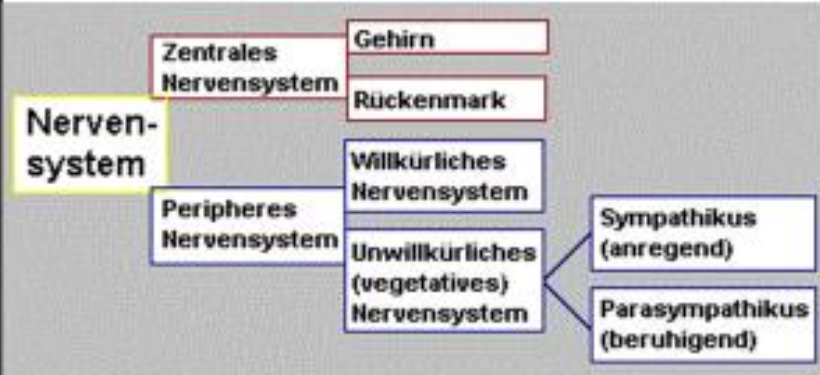 Nerven-
system
Zentrales
Nervensystem
Gehirn
Rückenmark
Peripheres
Nervensystem
Willkürliches
Nervensystem
Unwillkürliches
(vegetatives)
Nervensystem
Sympathikus
(anregend)
Parasympathikus
(beruhigend)